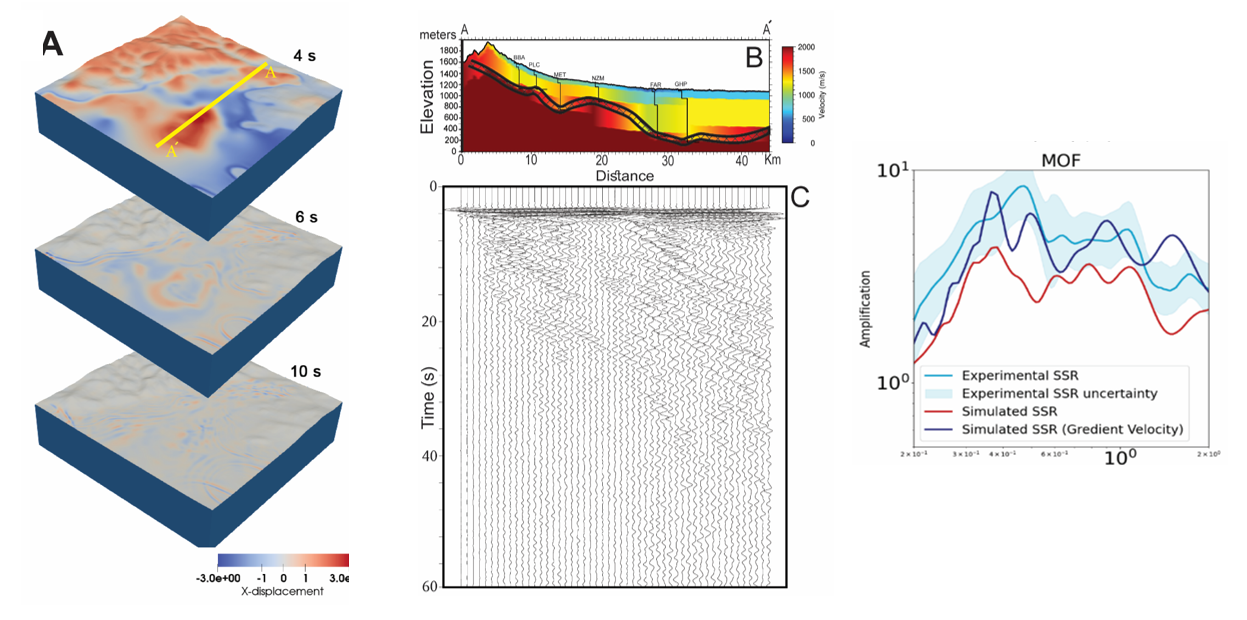 A
4 s
A
A´
6 s
10 s
-3.0e+00 -1 0 1 3.0e
X-displacement
A A´
meters
B
1800
1600
1400
1200
1000
800
600
400
200
0
Elevation
BBA
PLC
MET
NZM
FAR
GHP
0 10 20 30 40 Km
Distance
2000
1500
1000
500
0
Velocity (m/s)
C
0
20
40
60
Time (s)
MOF
10¹
10⁰
Amplification
Experimental SSR
Experimental SSR uncertainty
Simulated SSR
Simulated SSR (Gredient Velocity)
2×10⁻¹ 3×10⁻¹ 4×10⁻¹ 6×10⁻¹ 10⁰ 2×10⁰